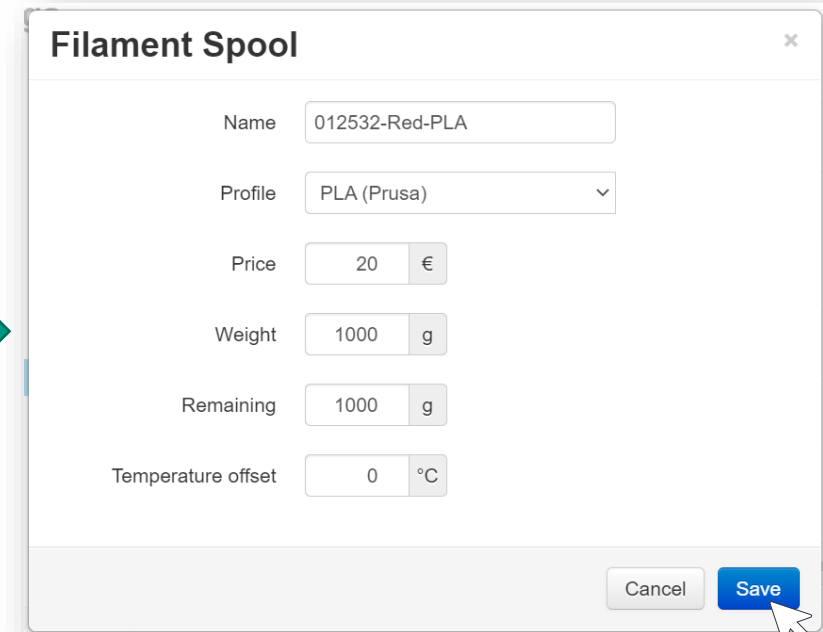 Filament Spool ×
Name 012532-Red-PLA
Profile PLA (Prusa)
Price 20 €
Weight 1000 g
Remaining 1000 g
Temperature offset 0 °C
Cancel Save